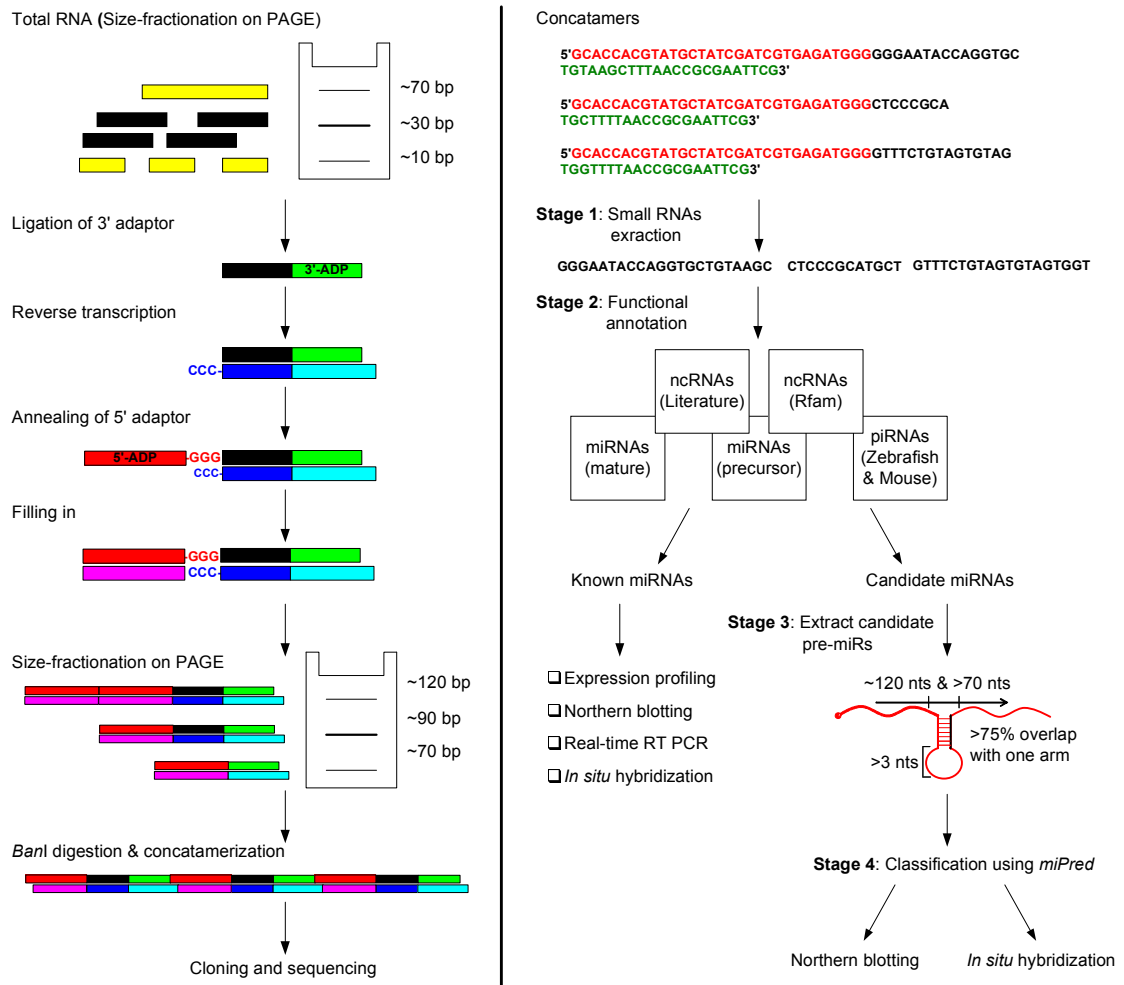 Total RNA (Size-fractionation on PAGE)
~70 bp
~30 bp
~10 bp
Ligation of 3' adaptor
3'-ADP
Reverse transcription
CCC-
Annealing of 5' adaptor
5'-ADP -GGG
CCC-
Filling in
-GGG
CCC-
Size-fractionation on PAGE
~120 bp
~90 bp
~70 bp
BanI digestion & concatamerization
Cloning and sequencing
Concatamers
5'GCACCACGTATGCTATCGATCGTGAGATGGGGGGAATACCAGGTGC
TGTAAGCTTTAACCGCGAATTCG3'
5'GCACCACGTATGCTATCGATCGTGAGATGGGCTCCCGCA
TGCTTTTAACCGCGAATTCG3'
5'GCACCACGTATGCTATCGATCGTGAGATGGGGTTTCTGTAGTGTAG
TGGTTTTAACCGCGAATTCG3'
Stage 1: Small RNAs
exraction
GGGAATACCAGGTGCTGTAAGC CTCCCGCATGCT GTTTCTGTAGTGTAGTGGT
Stage 2: Functional
annotation
ncRNAs
(Literature)
ncRNAs
(Rfam)
miRNAs
(mature)
miRNAs
(precursor)
piRNAs
(Zebrafish
& Mouse)
Known miRNAs
Candidate miRNAs
Stage 3: Extract candidate
pre-miRs
Expression profiling
Northern blotting
Real-time RT PCR
In situ hybridization
~120 nts & >70 nts
>75% overlap
with one arm
>3 nts
Stage 4: Classification using miPred
Northern blotting
In situ hybridization